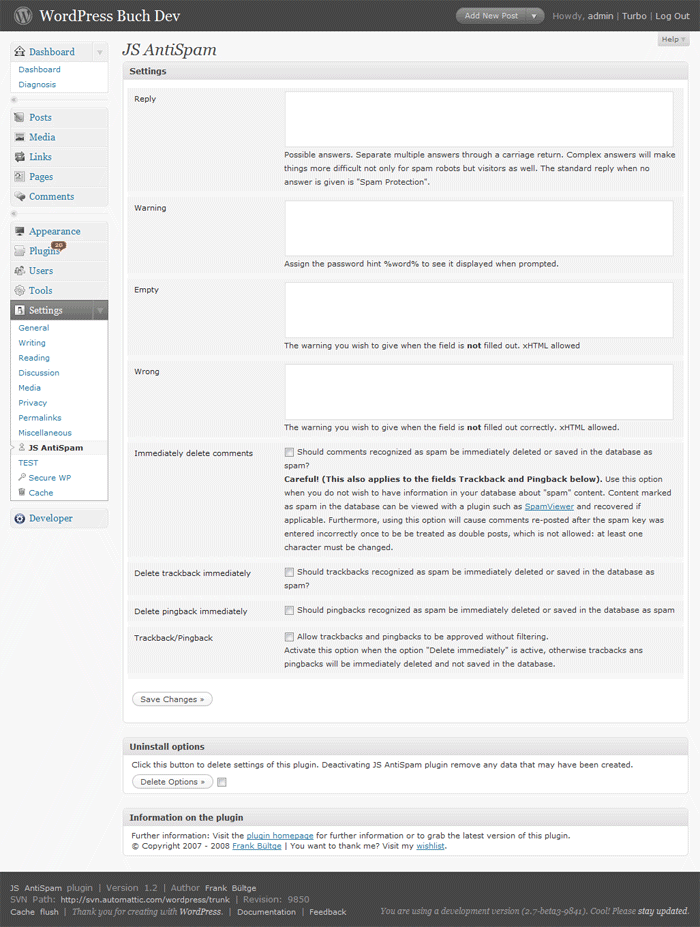 WordPress Buch Dev
Add New Post
Howdy, admin | Turbo | Log Out
Help
Dashboard
Dashboard
Diagnosis
Posts
Media
Links
Pages
Comments
Appearance
Plugins 20
Users
Tools
Settings
General
Writing
Reading
Discussion
Media
Privacy
Permalinks
Miscellaneous
JS AntiSpam
TEST
Secure WP
Cache
Developer
JS AntiSpam
Settings
Reply
Possible answers. Separate multiple answers through a carriage return. Complex answers will make
things more difficult not only for spam robots but visitors as well. The standard reply when no
answer is given is "Spam Protection".
Warning
Assign the password hint %word% to see it displayed when prompted.
Empty
The warning you wish to give when the field is not filled out. xHTML allowed
Wrong
The warning you wish to give when the field is not filled out correctly. xHTML allowed.
Immediately delete comments
Should comments recognized as spam be immediately deleted or saved in the database as
spam?
Careful! (This also applies to the fields Trackback and Pingback below). Use this option
when you do not wish to have information in your database about "spam" content. Content marked
as spam in the database can be viewed with a plugin such as SpamViewer and recovered if
applicable. Furthermore, using this option will cause comments re-posted after the spam key was
entered incorrectly once to be be treated as double posts, which is not allowed: at least one
character must be changed.
Delete trackback immediately
Should trackbacks recognized as spam be immediately deleted or saved in the database as
spam?
Delete pingback immediately
Should pingbacks recognized as spam be immediately deleted or saved in the database as spam
Trackback/Pingback
Allow trackbacks and pingbacks to be approved without filtering.
Activate this option when the option "Delete immediately" is active, otherwise tracbacks ans
pingbacks will be immediately deleted and not saved in the database.
Save Changes »
Uninstall options
Click this button to delete settings of this plugin. Deactivating JS AntiSpam plugin remove any data that may have been created.
Delete Options »
Information on the plugin
Further information: Visit the plugin homepage for further information or to grab the latest version of this plugin.
© Copyright 2007 - 2008 Frank Bültge | You want to thank me? Visit my wishlist.
JS AntiSpam plugin | Version 1.2 | Author Frank Bültge
SVN Path: http://svn.automattic.com/wordpress/trunk | Revision: 9850
Cache flush | Thank you for creating with WordPress. | Documentation | Feedback
You are using a development version (2.7-beta3-9841). Cool! Please stay updated.